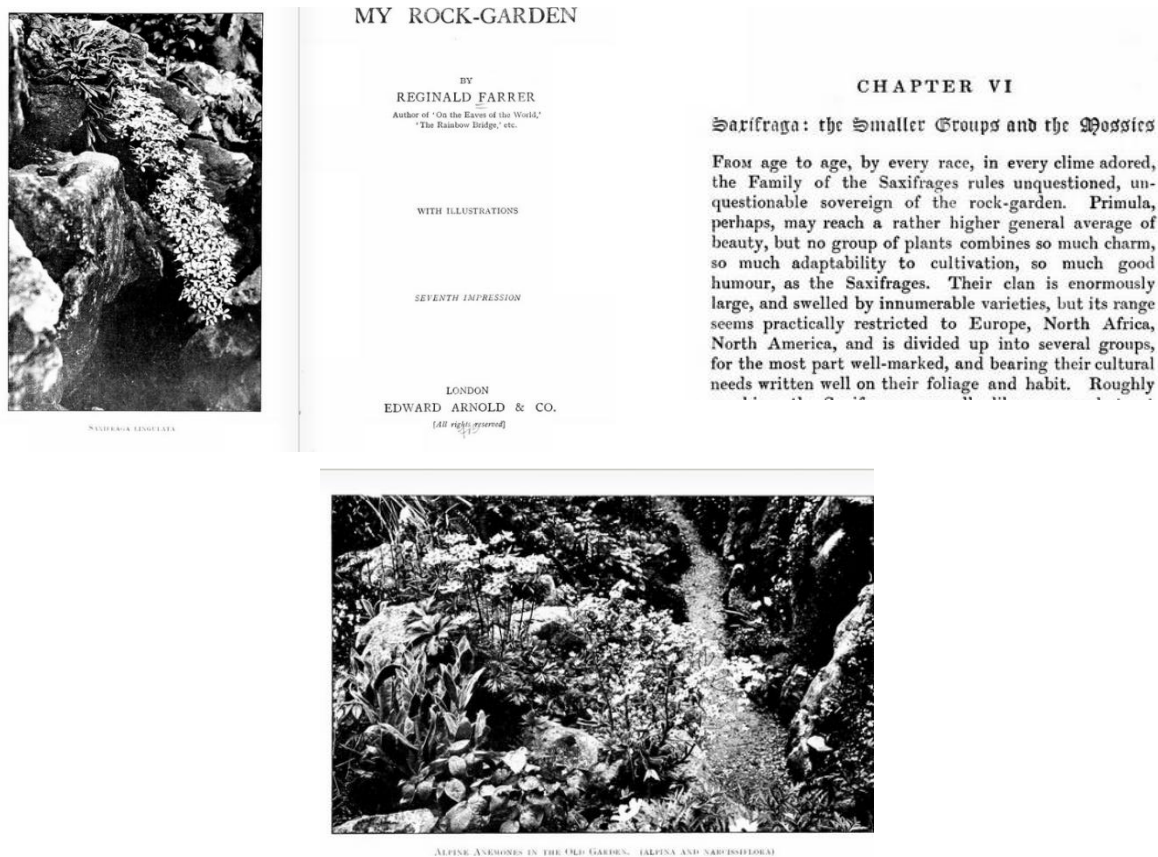 SAXIFRAGA LINGULATA
MY ROCK-GARDEN
BY
REGINALD FARRER
Author of 'On the Eaves of the World,'
'The Rainbow Bridge,' etc.
WITH ILLUSTRATIONS
SEVENTH IMPRESSION
LONDON
EDWARD ARNOLD & CO.
[All rights reserved]
CHAPTER VI
Saxifraga: the Smaller Groups and the Mossies
FROM age to age, by every race, in every clime adored,
the Family of the Saxifrages rules unquestioned, un-
questionable sovereign of the rock-garden. Primula,
perhaps, may reach a rather higher general average of
beauty, but no group of plants combines so much charm,
so much adaptability to cultivation, so much good
humour, as the Saxifrages. Their clan is enormously
large, and swelled by innumerable varieties, but its range
seems practically restricted to Europe, North Africa,
North America, and is divided up into several groups,
for the most part well-marked, and bearing their cultural
needs written well on their foliage and habit. Roughly
ALPINE ANEMONES IN THE OLD GARDEN. (ALPINA AND NARCISSIFLORA)